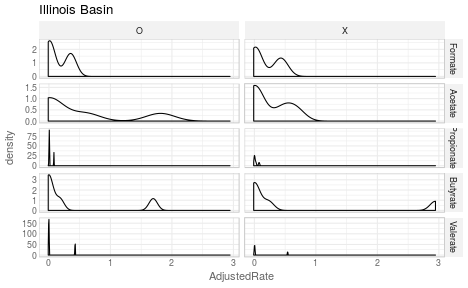 Illinois Basin
O
X
density
2
1
0
Formate
1.5
1.0
0.5
0.0
Acetate
75
50
25
0
Propionate
3
2
1
0
Butyrate
150
100
50
0
Valerate
0
1
2
3
0
1
2
3
AdjustedRate